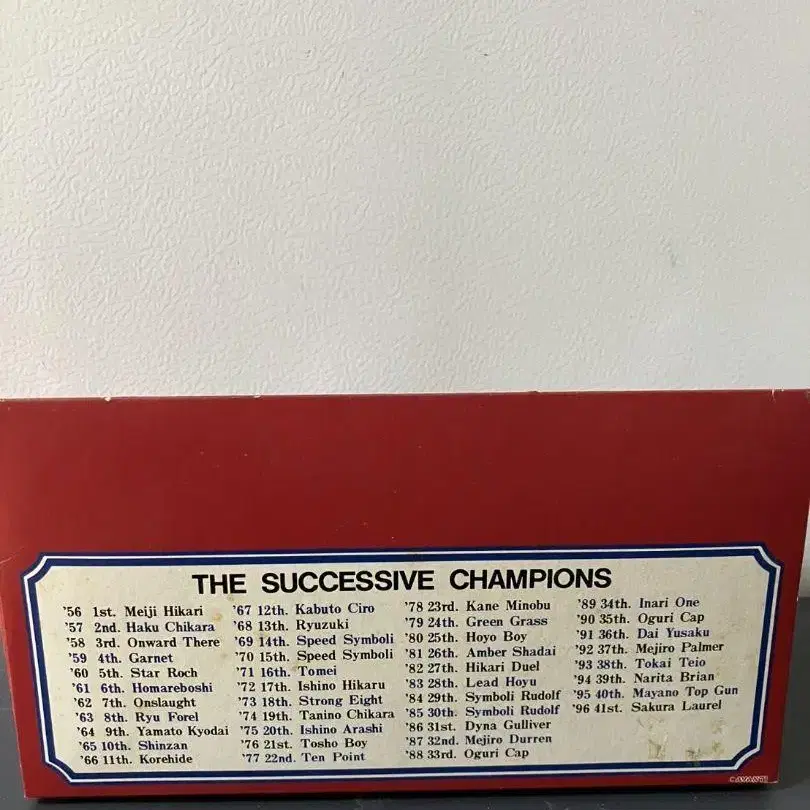 THE SUCCESSIVE CHAMPIONS
'56 1st. Meiji Hikari
'57 2nd. Haku Chikara
'58 3rd. Onward There
'59 4th. Garnet
'60 5th. Star Roch
'61 6th. Homareboshi
'62 7th. Onslaught
'63 8th. Ryu Forel
'64 9th. Yamato Kyodai
'65 10th. Shinzan
'66 11th. Korehide
'67 12th. Kabuto Ciro
'68 13th. Ryuzuki
'69 14th. Speed Symboli
'70 15th. Speed Symboli
'71 16th. Tomei
'72 17th. Ishino Hikaru
'73 18th. Strong Eight
'74 19th. Tanino Chikara
'75 20th. Ishino Arashi
'76 21st. Tosho Boy
'77 22nd. Ten Point
'78 23rd. Kane Minobu
'79 24th. Green Grass
'80 25th. Hoyo Boy
'81 26th. Amber Shadai
'82 27th. Hikari Duel
'83 28th. Lead Hoyu
'84 29th. Symboli Rudolf
'85 30th. Symboli Rudolf
'86 31st. Dyna Gulliver
'87 32nd. Mejiro Durren
'88 33rd. Oguri Cap
'89 34th. Inari One
'90 35th. Oguri Cap
'91 36th. Dai Yusaku
'92 37th. Mejiro Palmer
'93 38th. Tokai Teio
'94 39th. Narita Brian
'95 40th. Mayano Top Gun
'96 41st. Sakura Laurel
©AVANTI